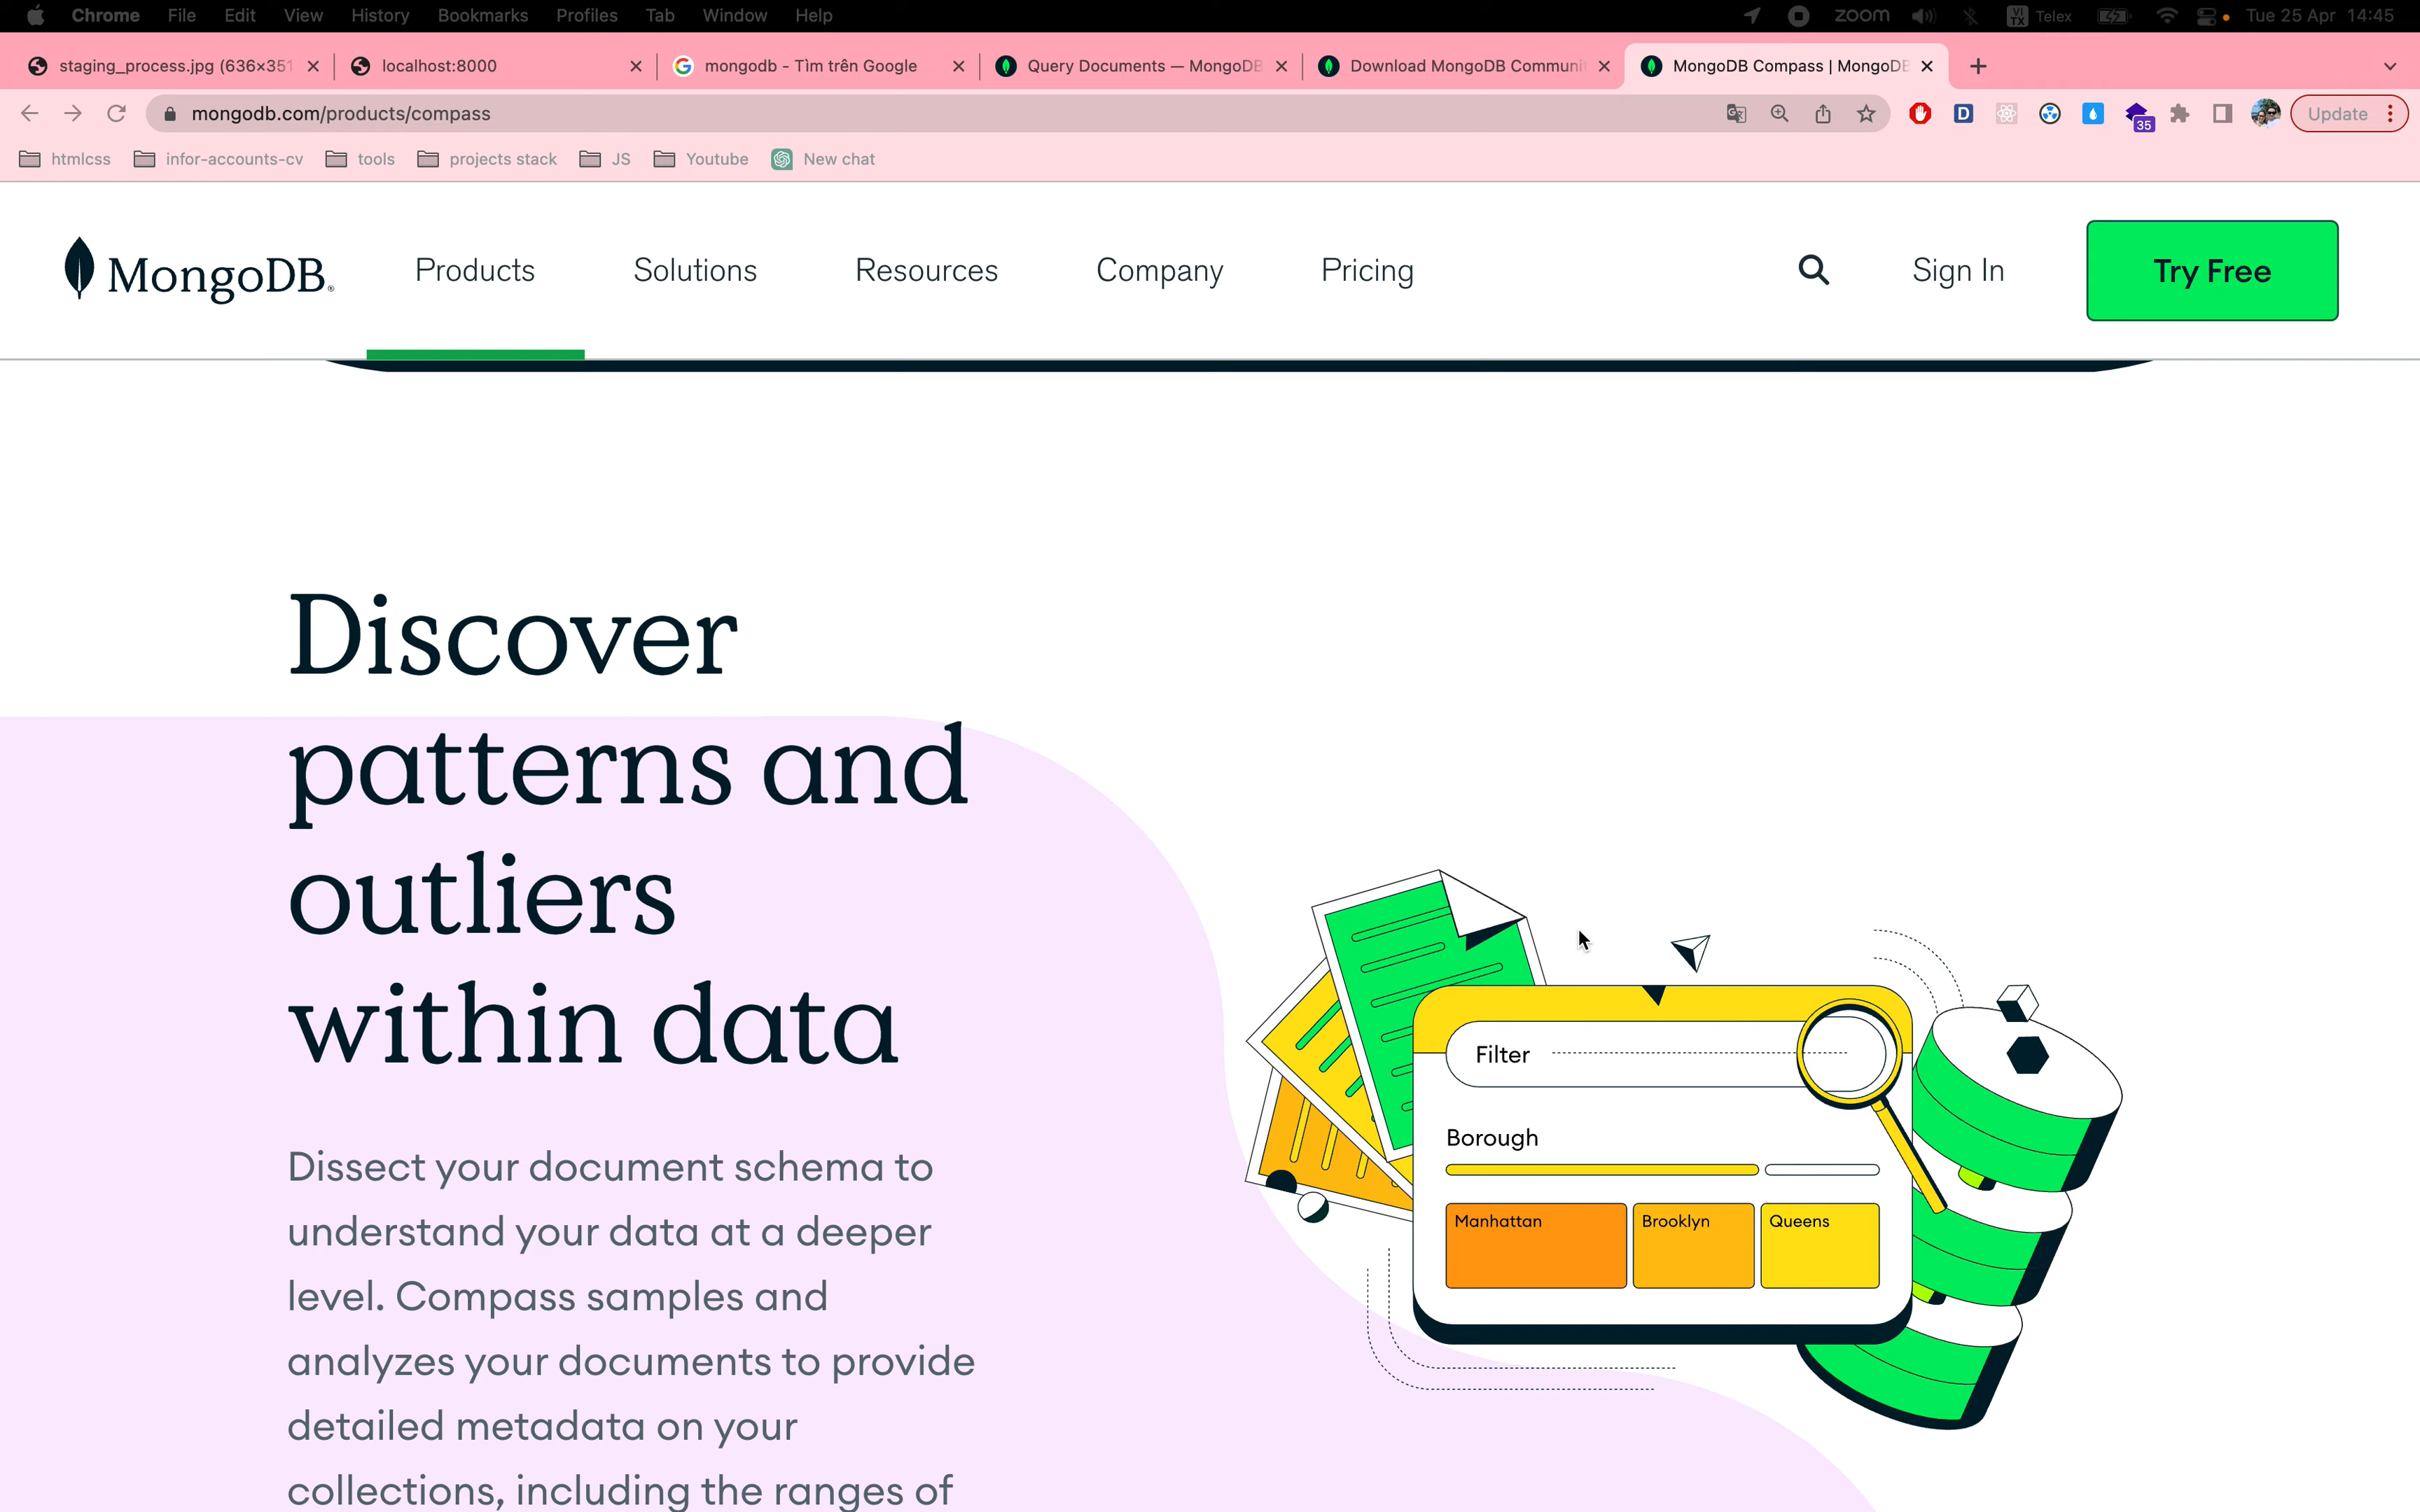 Chrome File Edit View History Bookmarks Profiles Tab Window Help zoom VI TX Telex Tue 25 Apr 14:45
staging_process.jpg (636×351 localhost:8000 mongodb - Tìm trên Google Query Documents — MongoDB Download MongoDB Communi MongoDB Compass | MongoDB
mongodb.com/products/compass D 35 Update
htmlcss infor-accounts-cv tools projects stack JS Youtube New chat
MongoDB® Products Solutions Resources Company Pricing Sign In Try Free
Discover
patterns and
outliers
within data
Dissect your document schema to
understand your data at a deeper
level. Compass samples and
analyzes your documents to provide
detailed metadata on your
collections, including the ranges of
Filter
Borough
Manhattan Brooklyn Queens